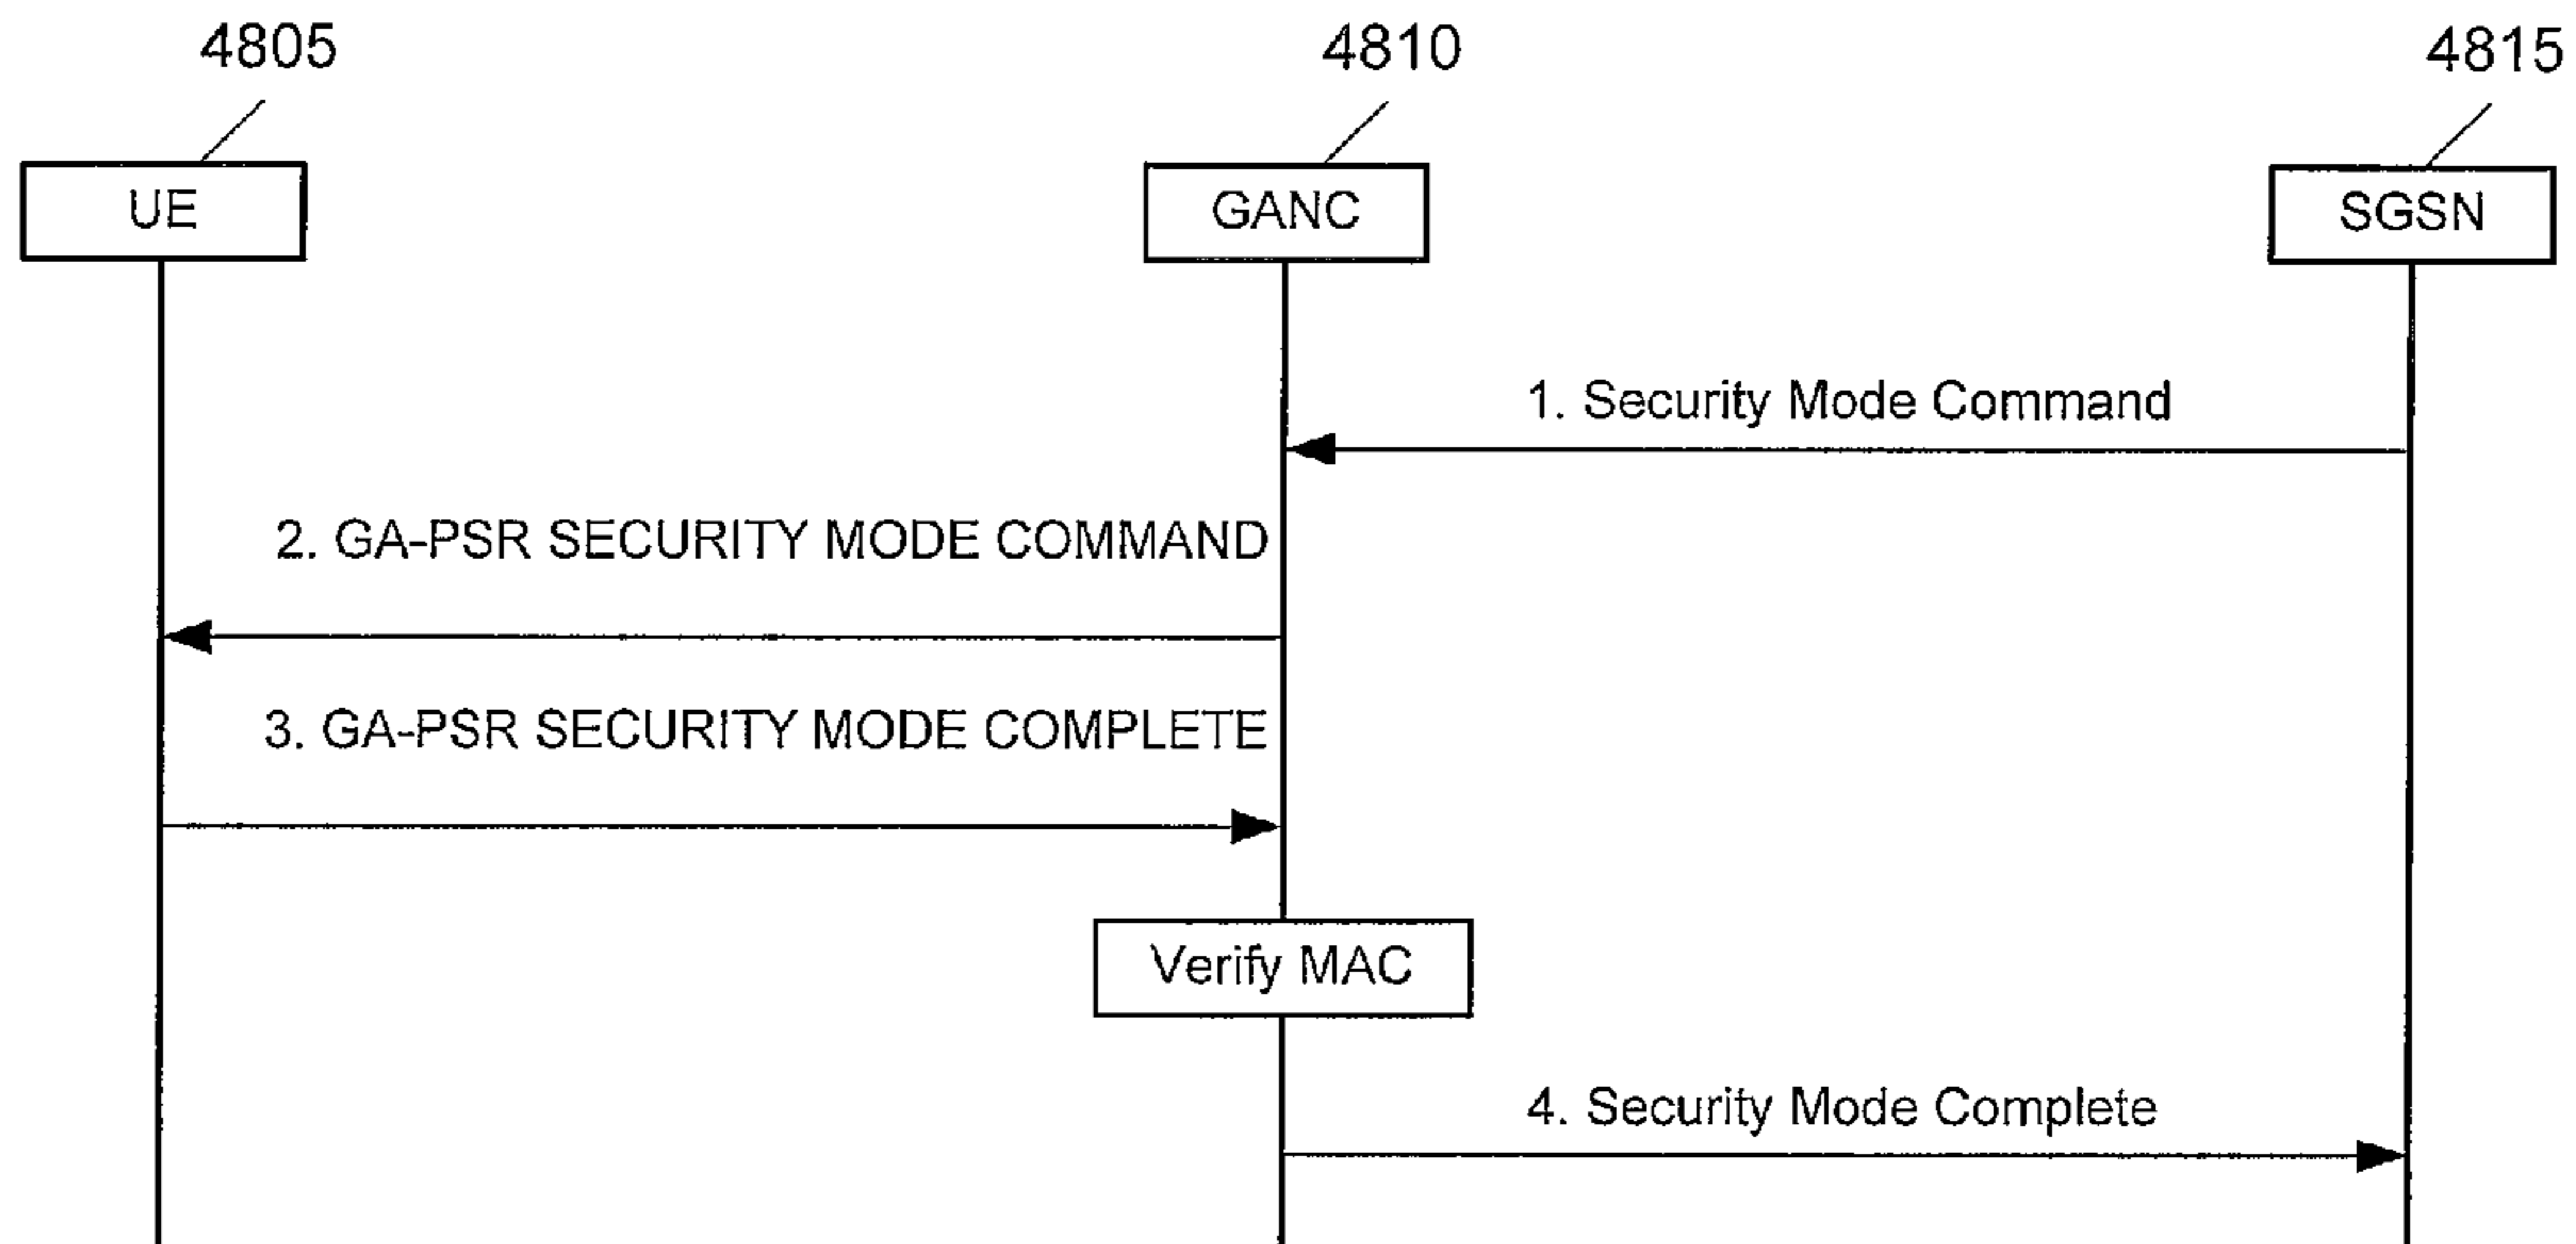 4805
4810
4815
UE
GANC
SGSN
1. Security Mode Command
2. GA-PSR SECURITY MODE COMMAND
3. GA-PSR SECURITY MODE COMPLETE
Verify MAC
4. Security Mode Complete